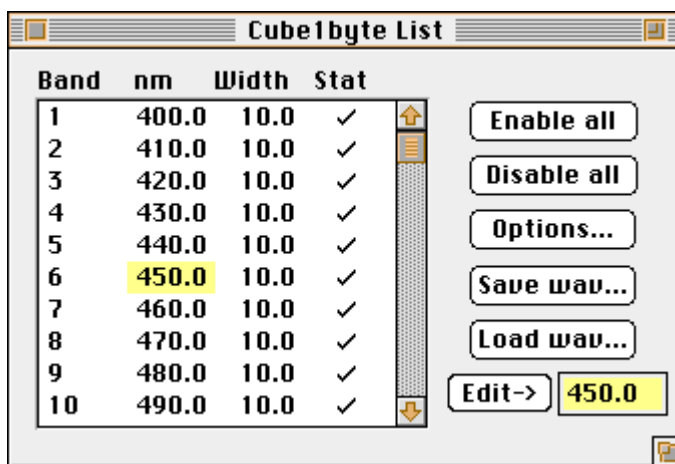 Cube1byte List
Band nm Width Stat
1 400.0 10.0 ✓
2 410.0 10.0 ✓
3 420.0 10.0 ✓
4 430.0 10.0 ✓
5 440.0 10.0 ✓
6 450.0 10.0 ✓
7 460.0 10.0 ✓
8 470.0 10.0 ✓
9 480.0 10.0 ✓
10 490.0 10.0 ✓
Enable all
Disable all
Options...
Save wav...
Load wav...
Edit-> 450.0